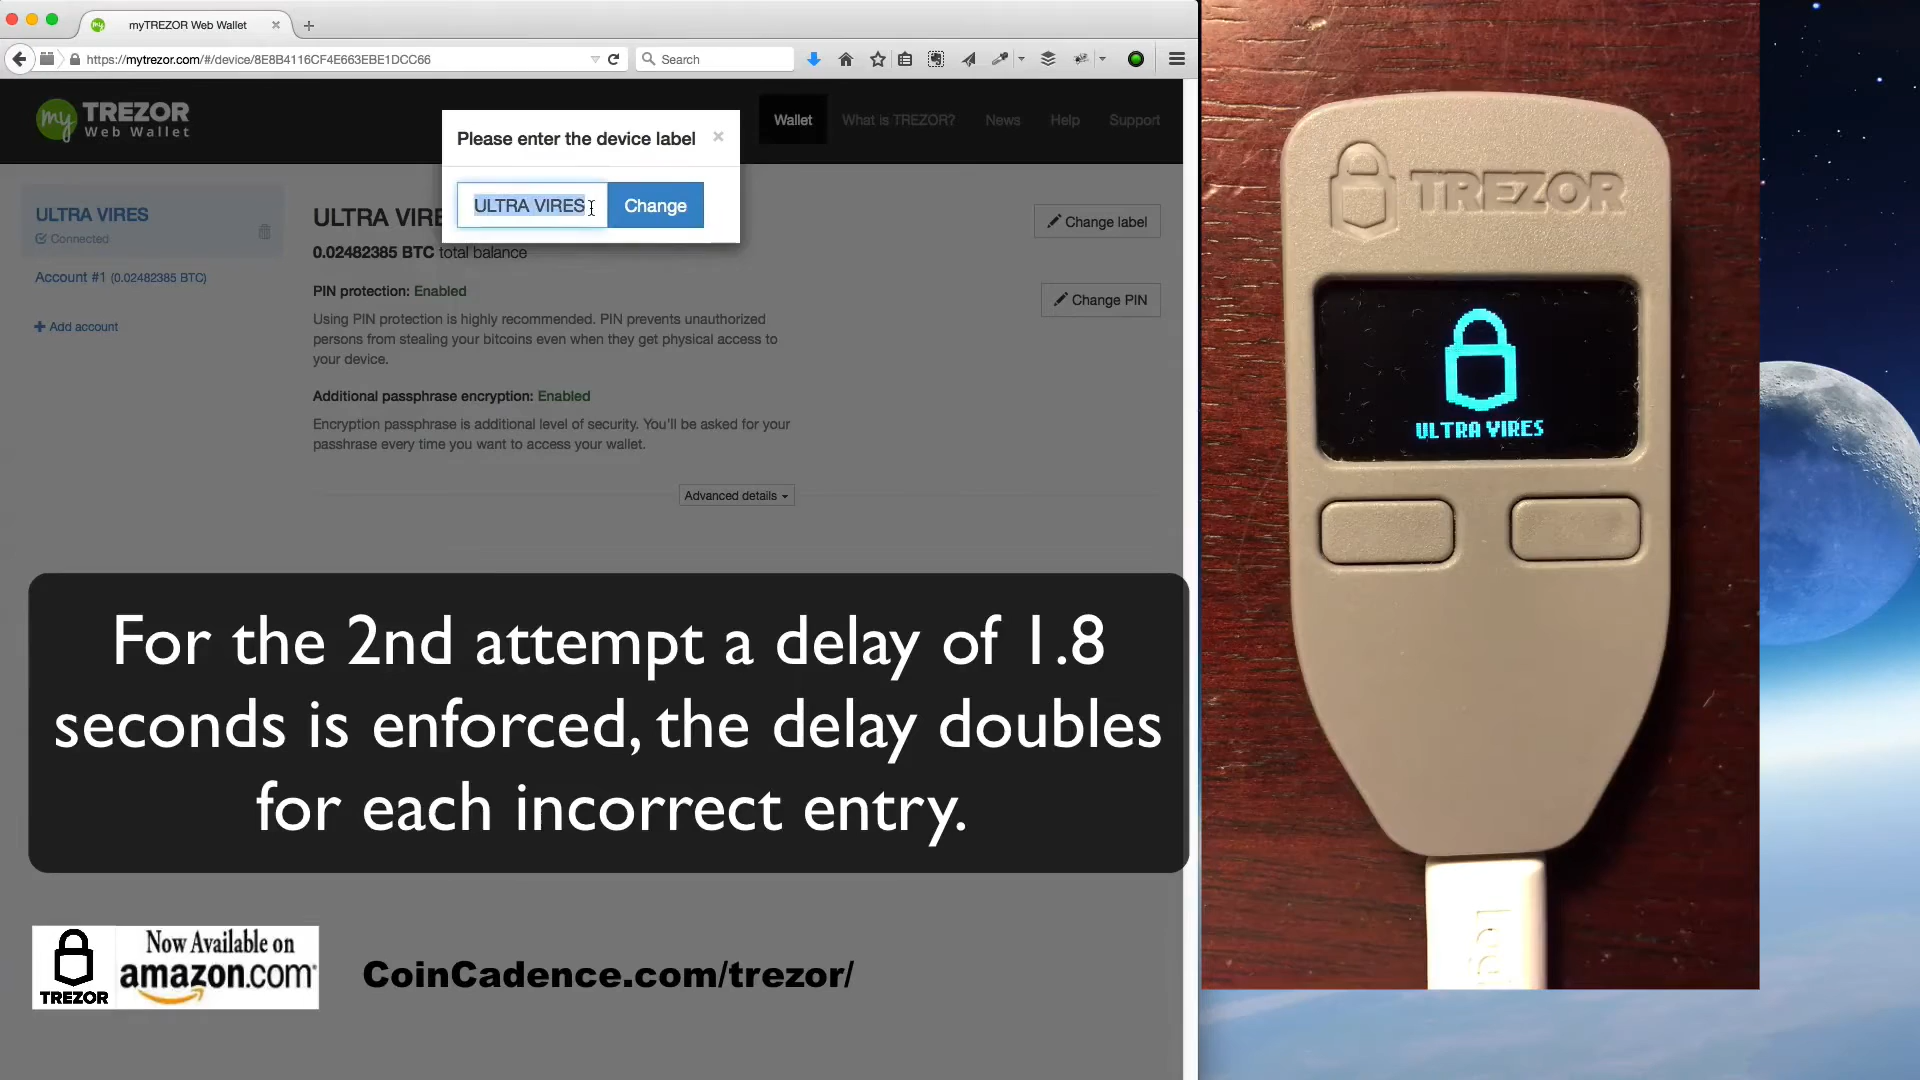 myTREZOR Web Wallet
https://mytrezor.com/#/device/8E8B4116CF4E663EBE1DCC66
Search
my TREZOR
Web Wallet
Wallet
What is TREZOR?
News
Help
Support
Please enter the device label
ULTRA VIRES
Change
ULTRA VIRES
Connected
Account #1 (0.02482385 BTC)
Add account
ULTRA VIRE
0.02482385 BTC total balance
Change label
PIN protection: Enabled
Change PIN
Using PIN protection is highly recommended. PIN prevents unauthorized
persons from stealing your bitcoins even when they get physical access to
your device.
Additional passphrase encryption: Enabled
Encryption passphrase is additional level of security. You'll be asked for your
passhrase every time you want to access your wallet.
Advanced details
For the 2nd attempt a delay of 1.8
seconds is enforced, the delay doubles
for each incorrect entry.
TREZOR
Now Available on
amazon.com
CoinCadence.com/trezor/
TREZOR
ULTRA VIRES